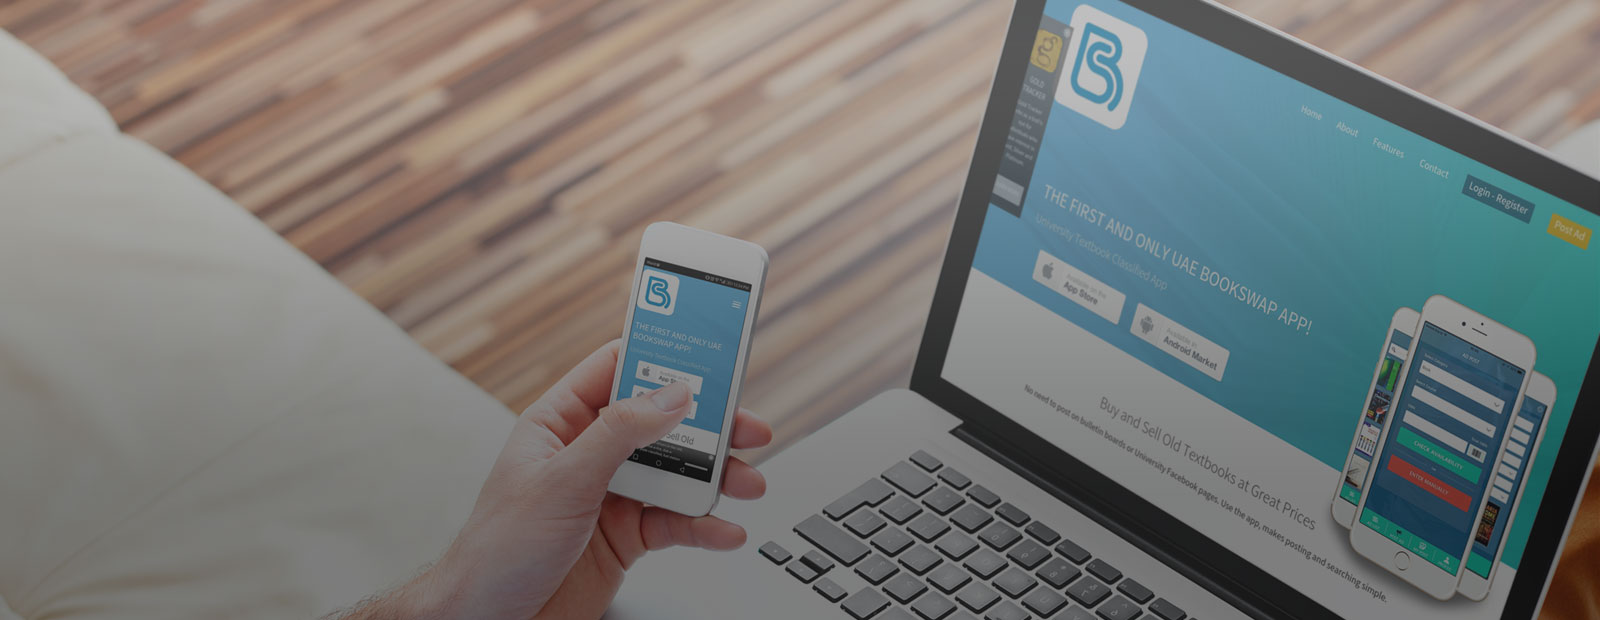 GOLD
TRACKER
Home
About
Features
Contact
Login - Register
Post Ad
THE FIRST AND ONLY UAE BOOKSWAP APP!
University Textbook Classified App
Available on the
App Store
Available in
Android Market
Buy and Sell Old Textbooks at Great Prices
No need to post on bulletin boards or University Facebook pages. Use the app, makes posting and searching simple.
AD POST
CHECK AVAILABILITY
ENTER MANUALLY
THE FIRST AND ONLY UAE
BOOKSWAP APP!
University Textbook Classified App
Available on the
App
Sell Old